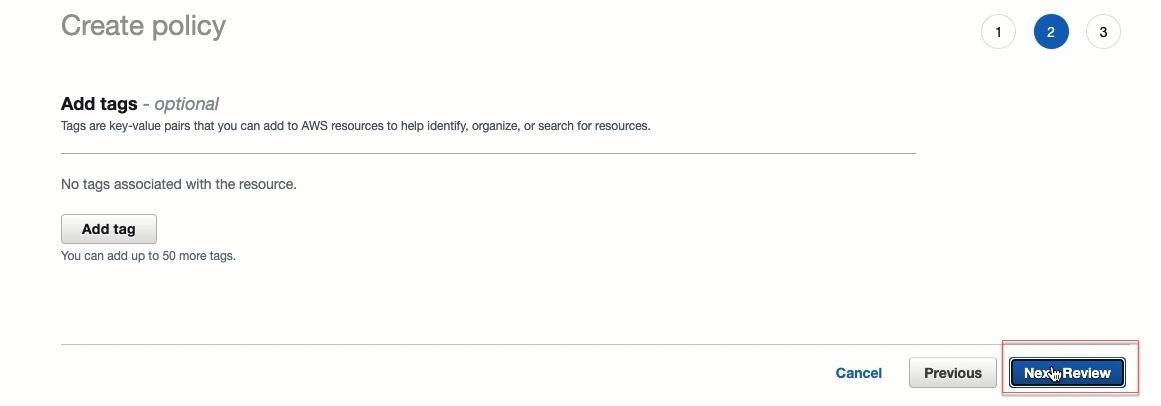 Create policy
1 2 3
Add tags - optional
Tags are key-value pairs that you can add to AWS resources to help identify, organize, or search for resources.
No tags associated with the resource.
Add tag
You can add up to 50 more tags.
Cancel Previous Next: Review